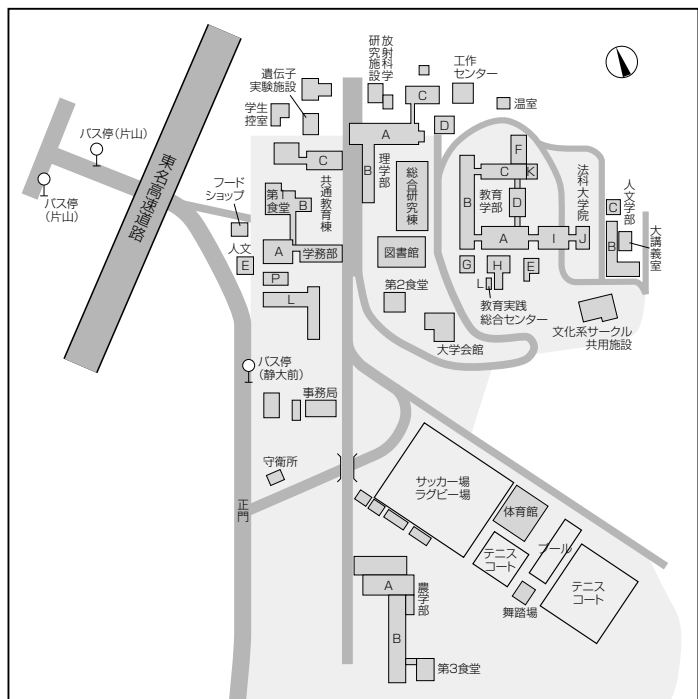 遺伝子
実験施設
学生
控室
放射科学
研究施設
工作
センター
温室
バス停(片山)
バス停
(片山)
東名高速道路
フード
ショップ
第1
食堂
共通教育棟
C
B
A
学務部
人文
E
P
L
理学部
A
B
C
D
総合研究棟
図書館
第2食堂
大学会館
教育
学部
F
C
K
B
D
A
I
J
G
H
E
L
教育実践
総合センター
法科大学院
人文学部
C
B
大講義室
文化系サークル
共用施設
バス停
(静大前)
事務局
守衛所
正門
サッカー場
ラグビー場
体育館
プール
テニス
コート
テニス
コート
舞踏場
農学部
A
B
第3食堂